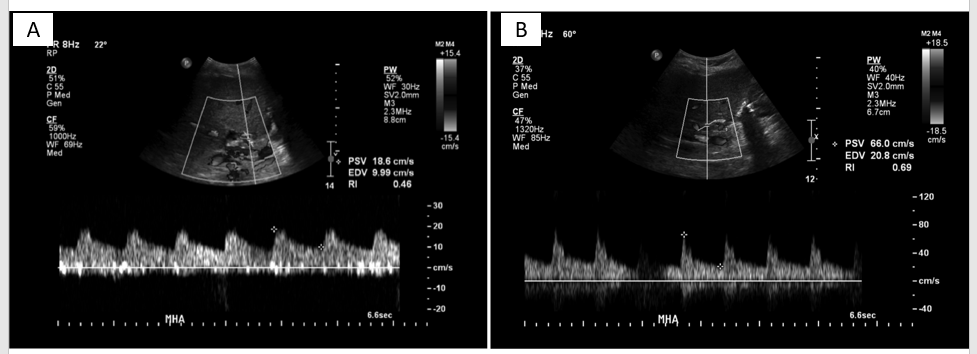 A
FR 8Hz 22°
RP
2D
51%
C 55
P Med
Gen
CF
59%
1000Hz
WF 69Hz
Med
P
PW
52%
WF 30Hz
SV2.0mm
M3
2.3MHz
8.8cm
M2 M4
+15.4
-15.4
cm/s
14
PSV 18.6 cm/s
EDV 9.99 cm/s
RI 0.46
30
20
10
cm/s
-10
-20
MHA
6.6sec
B
Hz 60°
2D
37%
C 55
P Med
Gen
CF
47%
1320Hz
WF 85Hz
Med
P
PW
40%
WF 40Hz
SV2.0mm
M3
2.3MHz
6.7cm
M2 M4
+18.5
-18.5
cm/s
12
PSV 66.0 cm/s
EDV 20.8 cm/s
RI 0.69
120
80
40
cm/s
-40
MHA
6.6sec